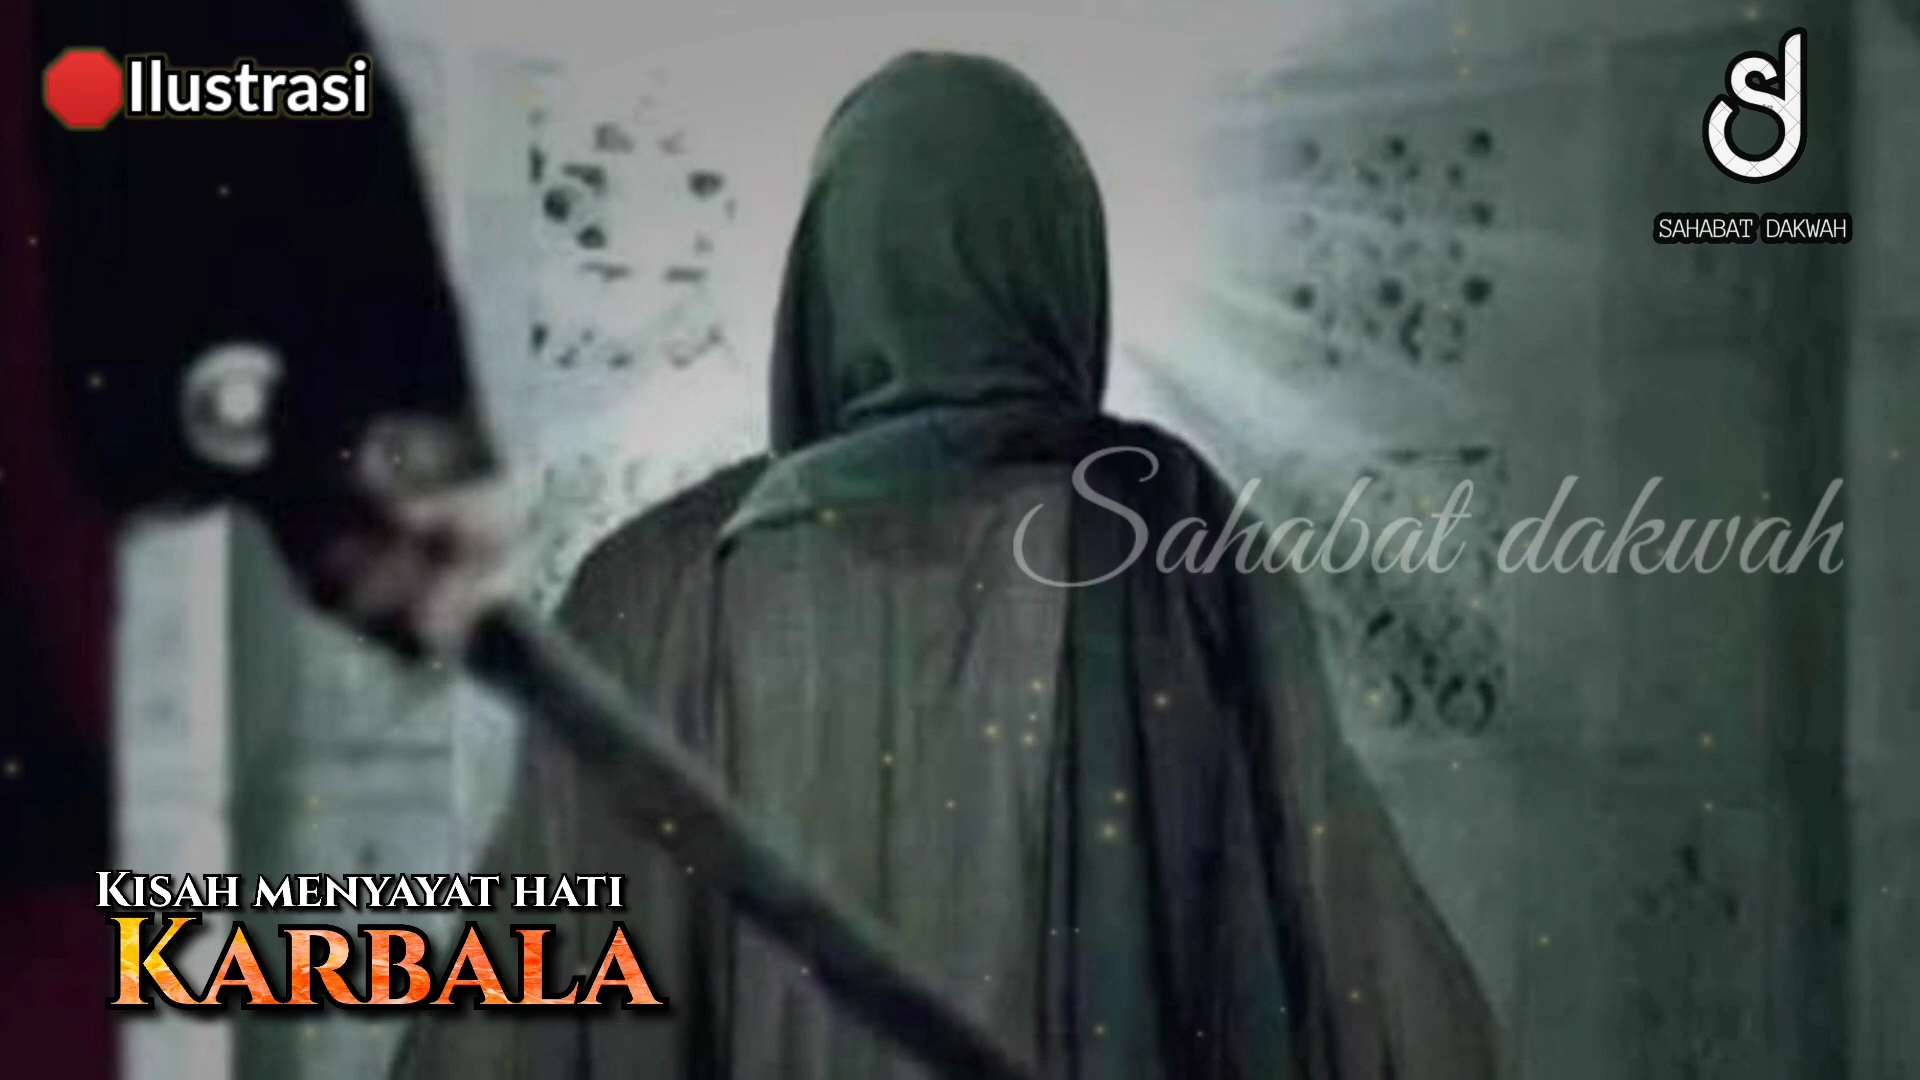 Ilustrasi
SAHABAT DAKWAH
Sahabat dakwah
Kisah menyayat hati
Karbala